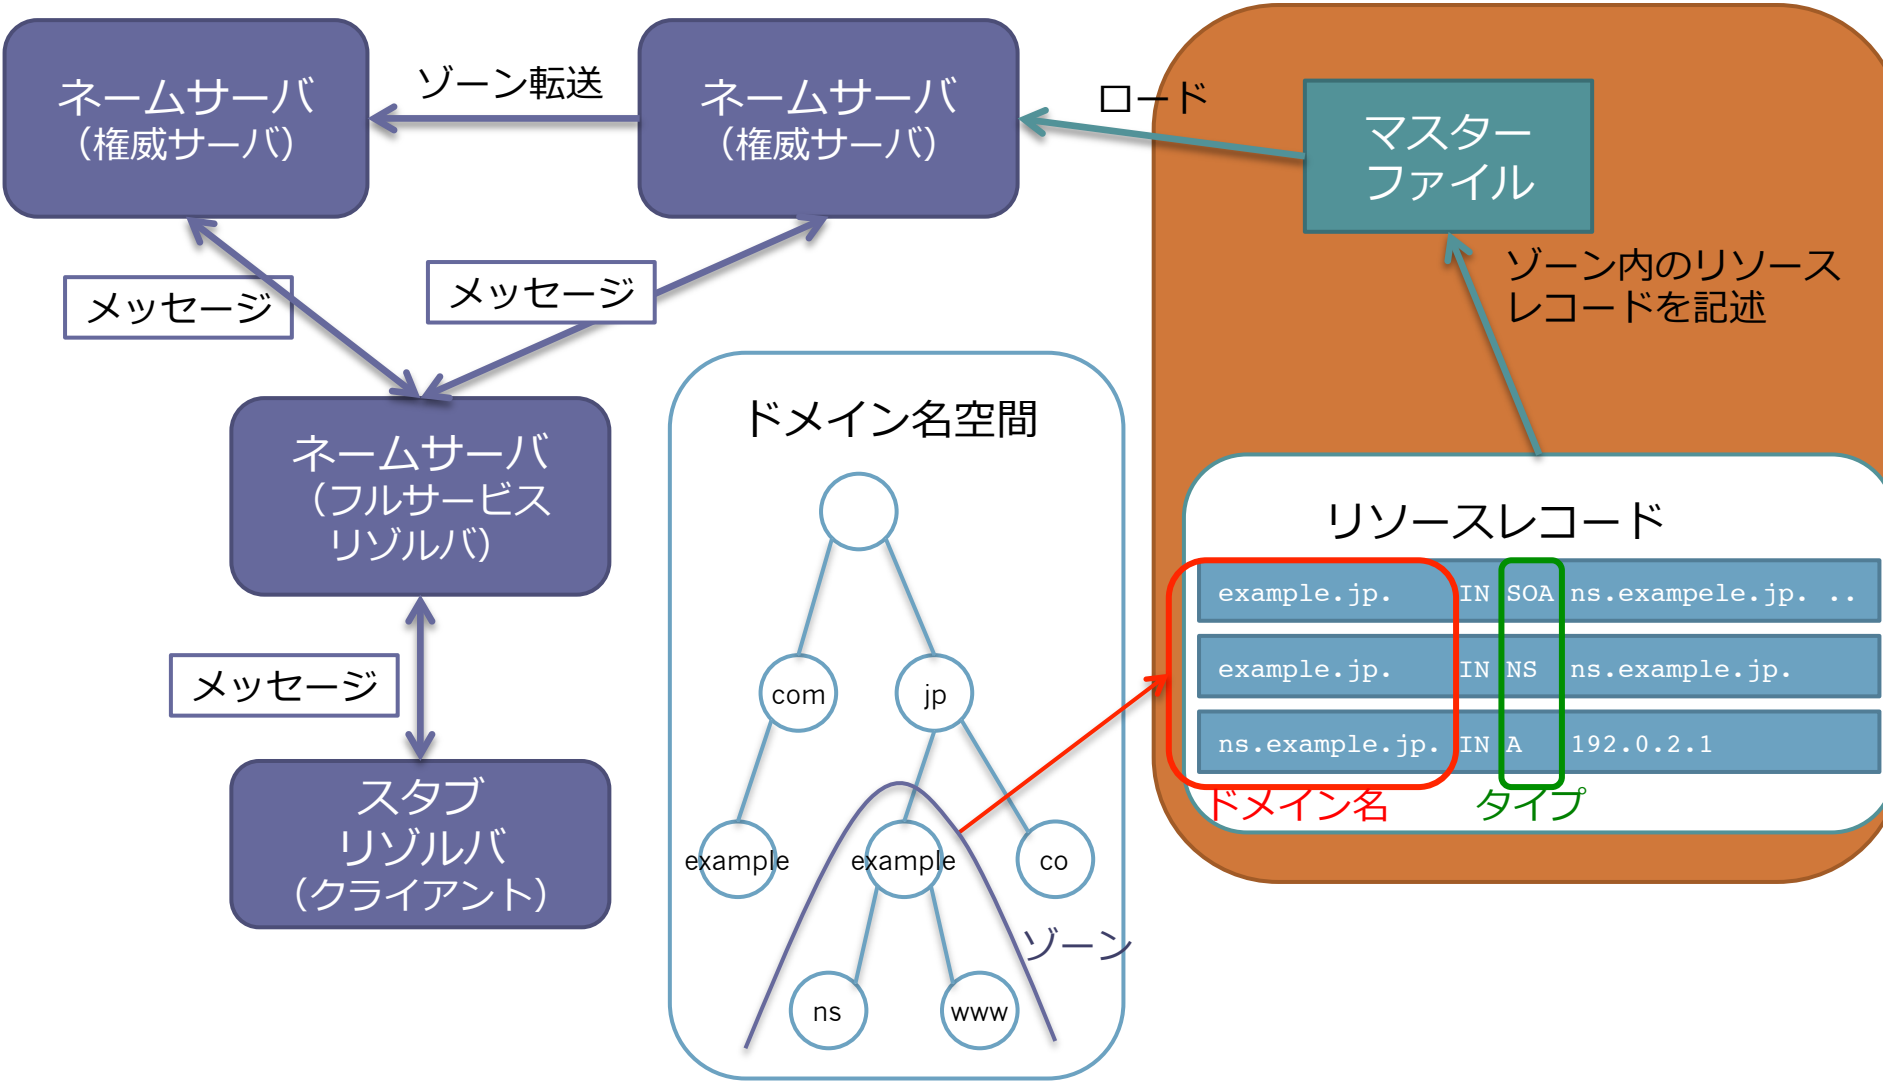 ネームサーバ
（権威サーバ）
ゾーン転送
ネームサーバ
（権威サーバ）
ロード
マスター
ファイル
ゾーン内のリソース
レコードを記述
メッセージ
メッセージ
ネームサーバ
（フルサービス
リゾルバ）
メッセージ
スタブ
リゾルバ
（クライアント）
ドメイン名空間
com
jp
example
example
co
ns
www
ゾーン
リソースレコード
example.jp. IN SOA ns.exampele.jp. ..
example.jp. IN NS ns.example.jp.
ns.example.jp. IN A 192.0.2.1
ドメイン名
タイプ